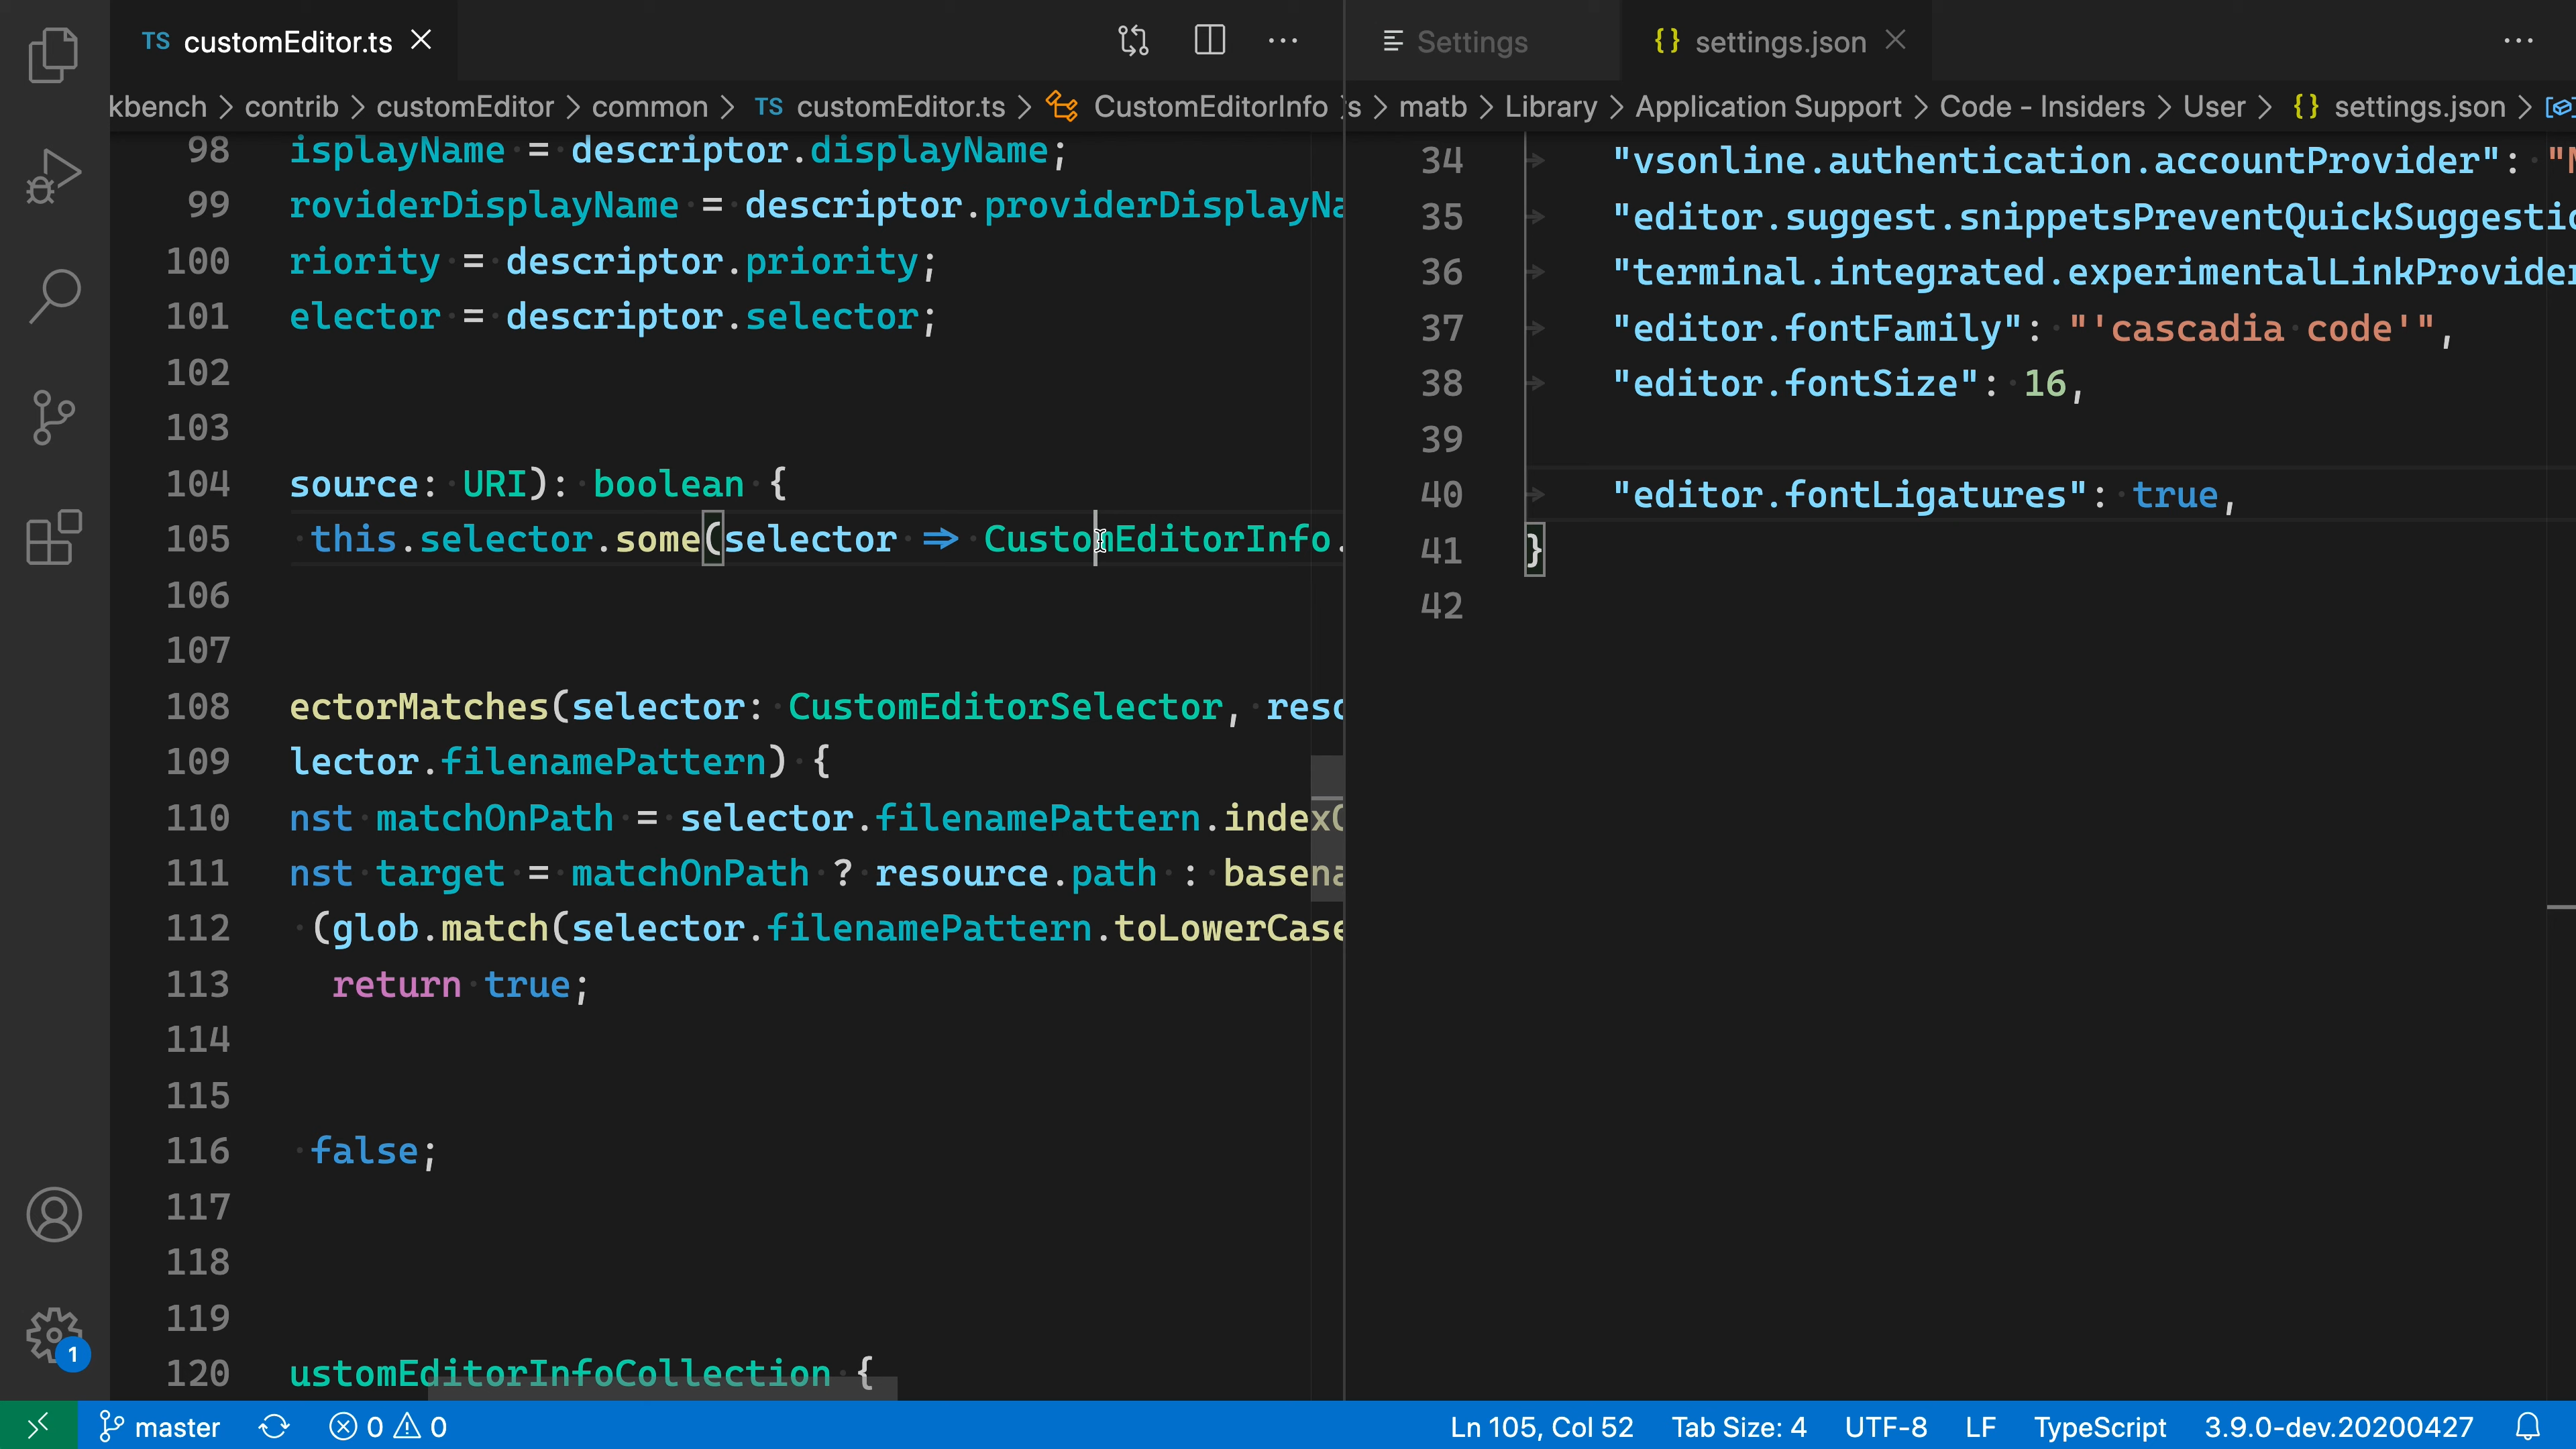 TS customEditor.ts
Settings
{} settings.json
kbench > contrib > customEditor > common > TS customEditor.ts > CustomEditorInfo
s > matb > Library > Application Support > Code - Insiders > User > {} settings.json >
98 isplayName = descriptor.displayName;
99 roviderDisplayName = descriptor.providerDisplayNa
100 riority = descriptor.priority;
101 elector = descriptor.selector;
102
103
104 source: URI): boolean {
105 this.selector.some(selector => CustomEditorInfo.
106
107
108 ectorMatches(selector: CustomEditorSelector, reso
109 lector.filenamePattern) {
110 nst matchOnPath = selector.filenamePattern.indexO
111 nst target = matchOnPath ? resource.path : basena
112 (glob.match(selector.filenamePattern.toLowerCase
113 return true;
114
115
116 false;
117
118
119
120 ustomEditorInfoCollection {
34 "vsonline.authentication.accountProvider": "M
35 "editor.suggest.snippetsPreventQuickSuggestio
36 "terminal.integrated.experimentalLinkProvider
37 "editor.fontFamily": "'cascadia code'",
38 "editor.fontSize": 16,
39
40 "editor.fontLigatures": true,
41 }
42
1
master
0 0
Ln 105, Col 52
Tab Size: 4
UTF-8
LF
TypeScript
3.9.0-dev.20200427